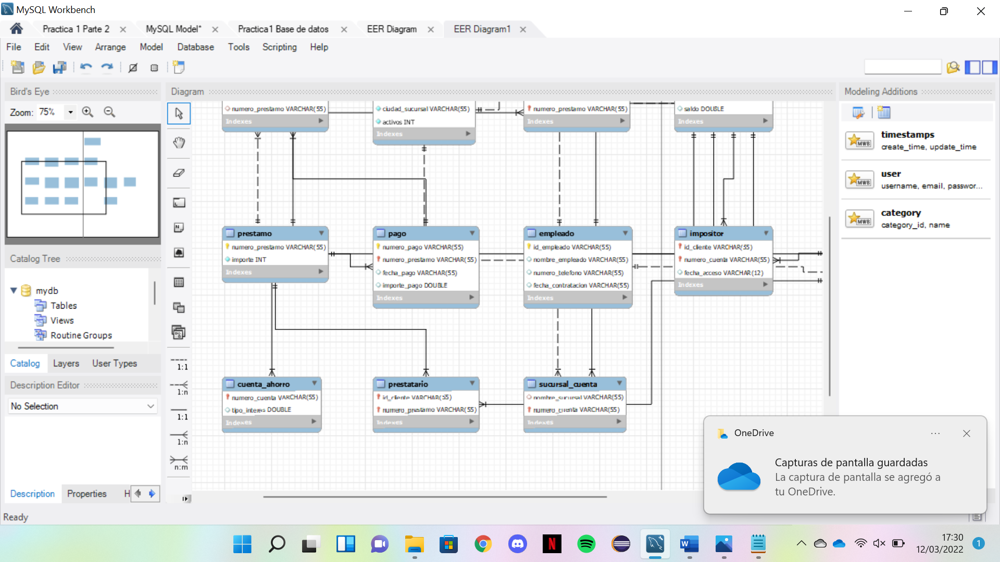 MySQL Workbench
Practica 1 Parte 2
MySQL Model*
Practica1 Base de datos
EER Diagram
EER Diagram1
File Edit View Arrange Model Database Tools Scripting Help
Bird's Eye
Zoom: 75%
Catalog Tree
mydb
Tables
Views
Routine Groups
Catalog Layers User Types
Description Editor
No Selection
Description Properties H
Ready
Diagram
1:1
1:n
1:1
1:n
n:m
numero_prestamo VARCHAR(55)
Indexes
ciudad_sucursal VARCHAR(55)
activos INT
Indexes
numero_prestamo VARCHAR(55)
Indexes
saldo DOUBLE
Indexes
prestamo
numero_prestamo VARCHAR(55)
importe INT
Indexes
pago
numero_pago VARCHAR(55)
numero_prestamo VARCHAR(55)
fecha_pago VARCHAR(55)
importe_pago DOUBLE
Indexes
empleado
id_empleado VARCHAR(55)
nombre_empleado VARCHAR(55)
numero_telefono VARCHAR(55)
fecha_contratacion VARCHAR(55)
Indexes
impositor
id_cliente VARCHAR(55)
numero_cuenta VARCHAR(55)
fecha_acceso VARCHAR(12)
Indexes
cuenta_ahorro
numero_cuenta VARCHAR(55)
tipo_interes DOUBLE
Indexes
prestatario
id_cliente VARCHAR(55)
numero_prestamo VARCHAR(55)
Indexes
sucursal_cuenta
nombre_sucursal VARCHAR(55)
numero_cuenta VARCHAR(55)
Indexes
Modeling Additions
MWB
timestamps
create_time, update_time
MWB
user
username, email, passwor...
MWB
category
category_id, name
OneDrive
Capturas de pantalla guardadas
La captura de pantalla se agregó a
tu OneDrive.
17:30
12/03/2022
1